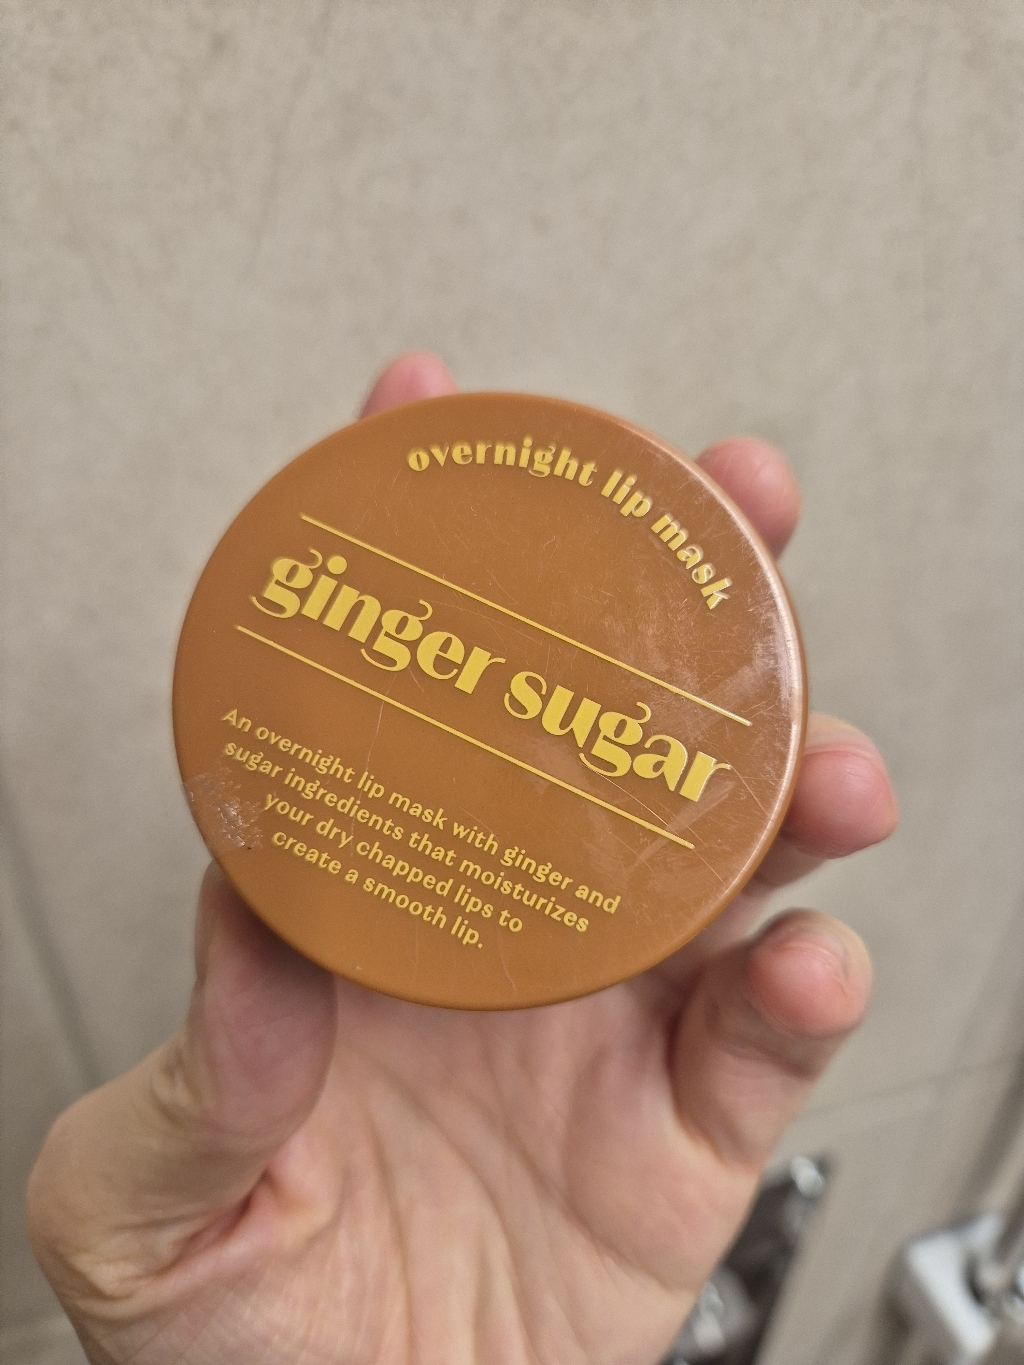 overnight lip mask
ginger sugar
An overnight lip mask with ginger and
sugar ingredients that moisturizes
your dry chapped lips to
create a smooth lip.